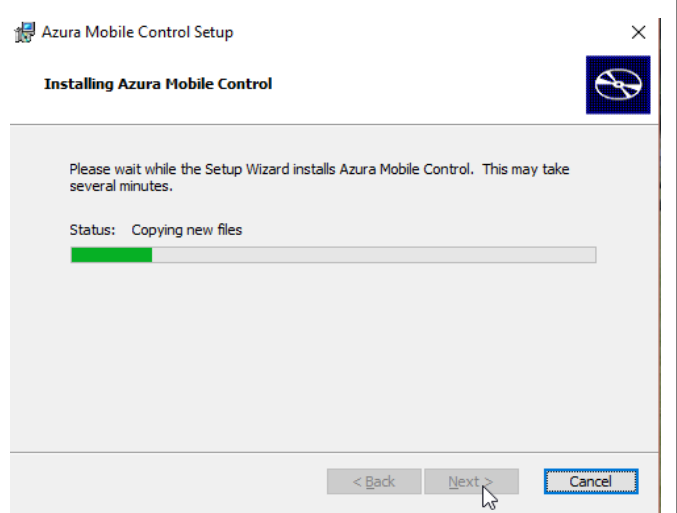 Azura Mobile Control Setup
Installing Azura Mobile Control
Please wait while the Setup Wizard installs Azura Mobile Control. This may take
several minutes.
Status: Copying new files
< Back Next > Cancel